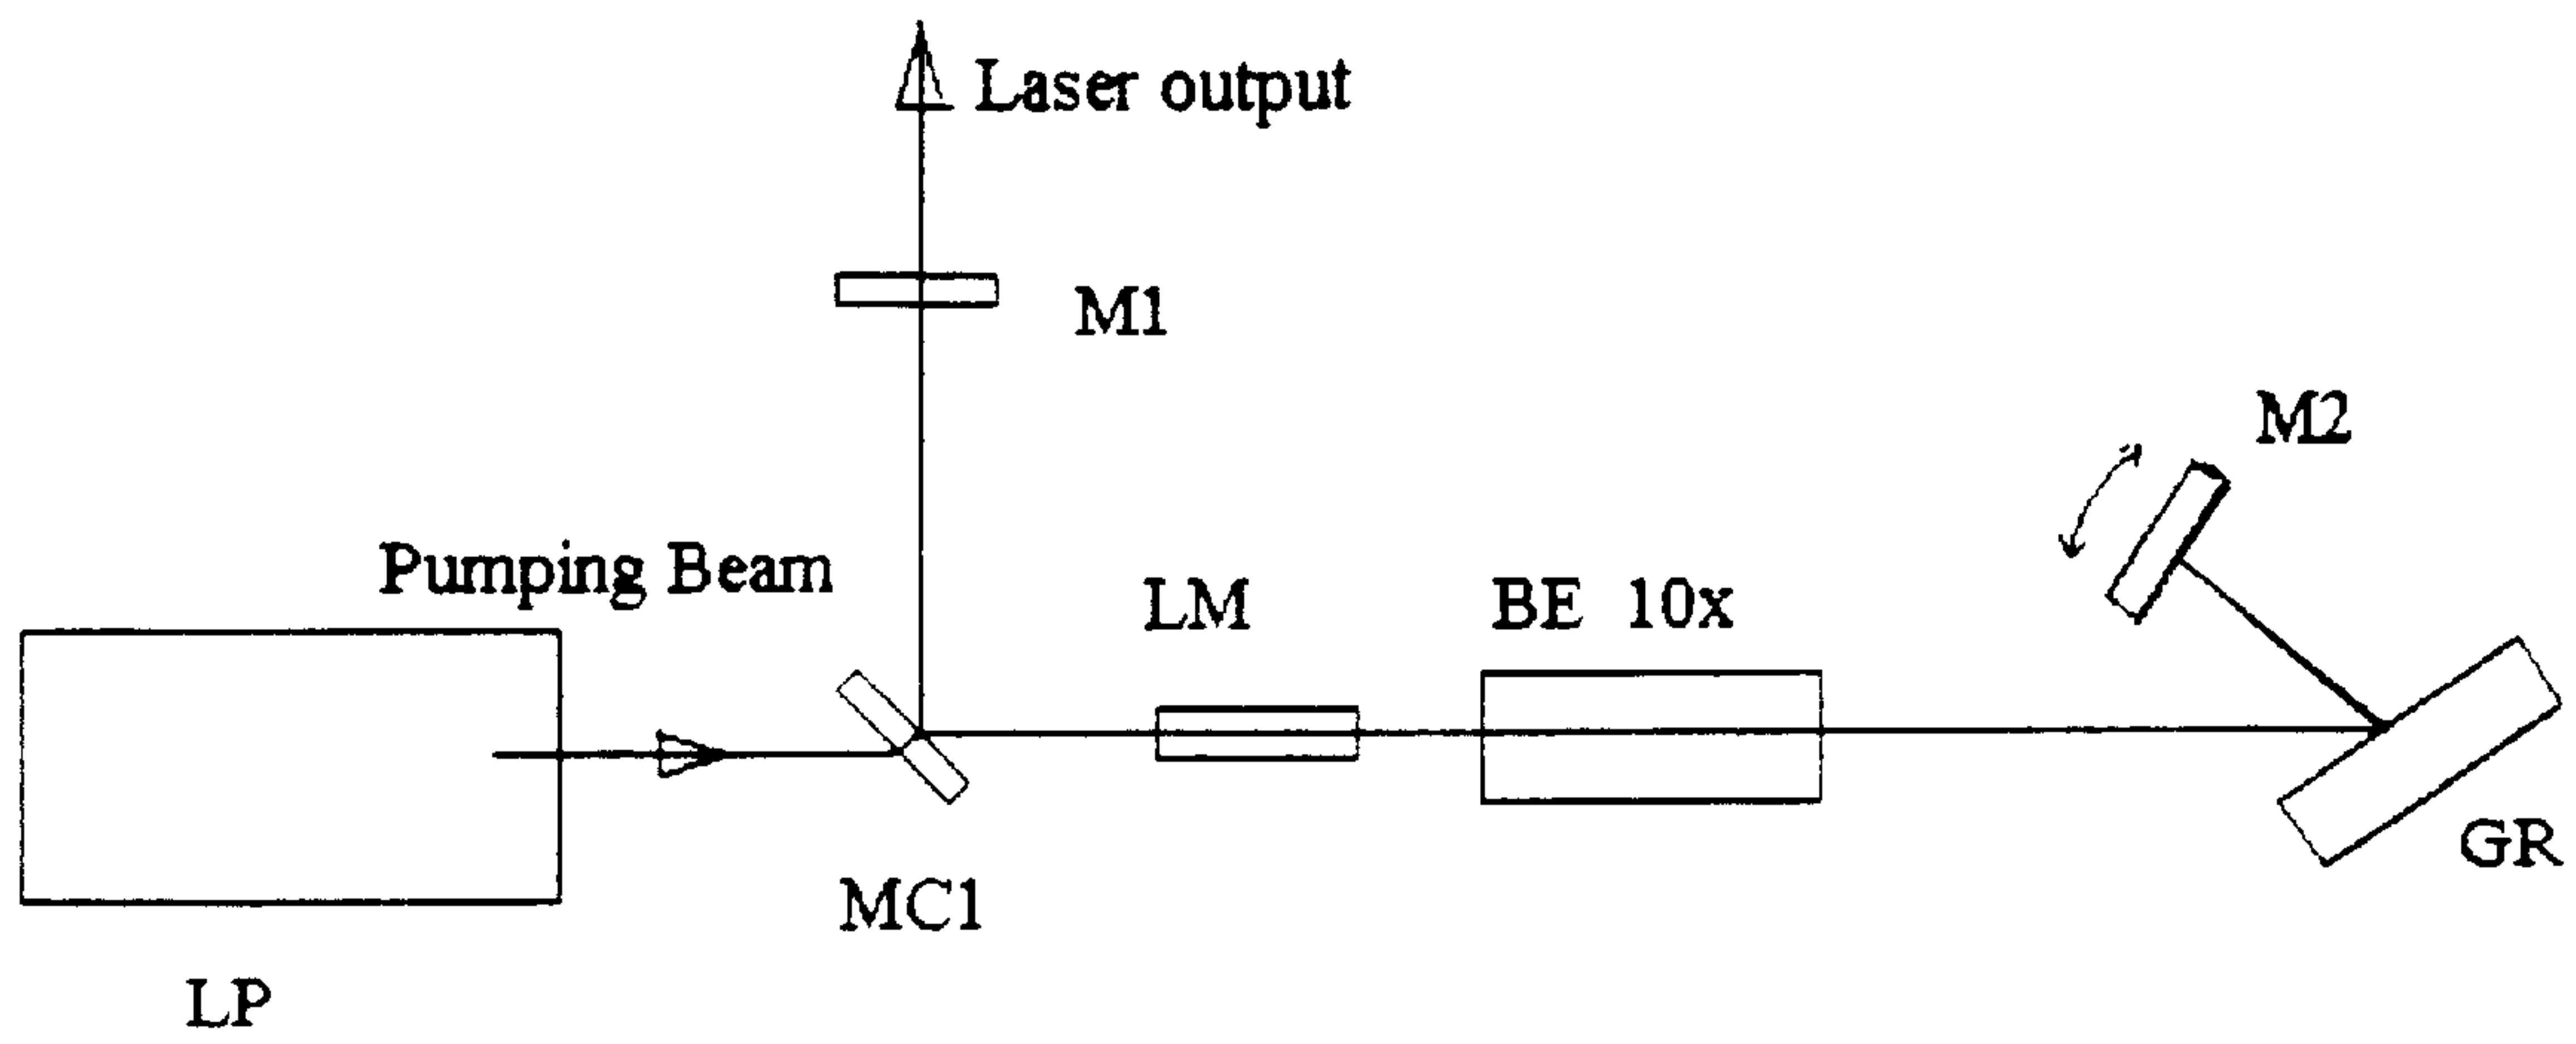 Laser output
M1
M2
Pumping Beam
LM
BE 10x
MC1
GR
LP